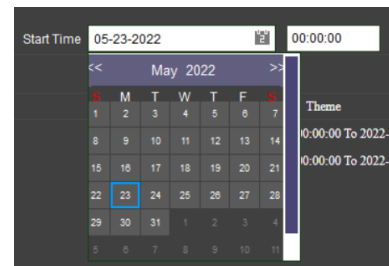 Start Time 05-23-2022 00:00:00
<< May 2022 >>
S M T W T F S
1 2 3 4 5 6 7
Theme
8 9 10 11 12 13 14
00:00:00 To 2022-
15 16 17 18 19 20 21
00:00:00 To 2022-
22 23 24 25 26 27 28
29 30 31 1 2 3 4
5 6 7 8 9 10 11